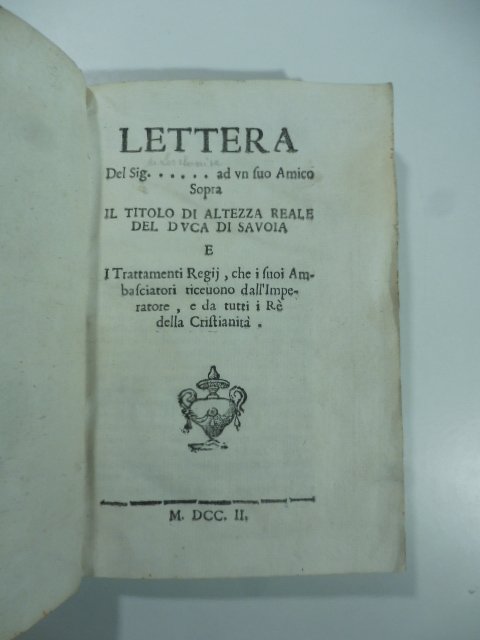 LETTERA
Del Sig. . . . . . . ad vn ſuo Amico
Sopra
IL TITOLO DI ALTEZZA REALE
DEL DVCA DI SAVOIA
E
I Trattamenti Regij, che i ſuoi Am-
baſciatori riceuono dall'Impe-
ratore, e da tutti i Rè
della Criſtianità.
M. DCC. II.